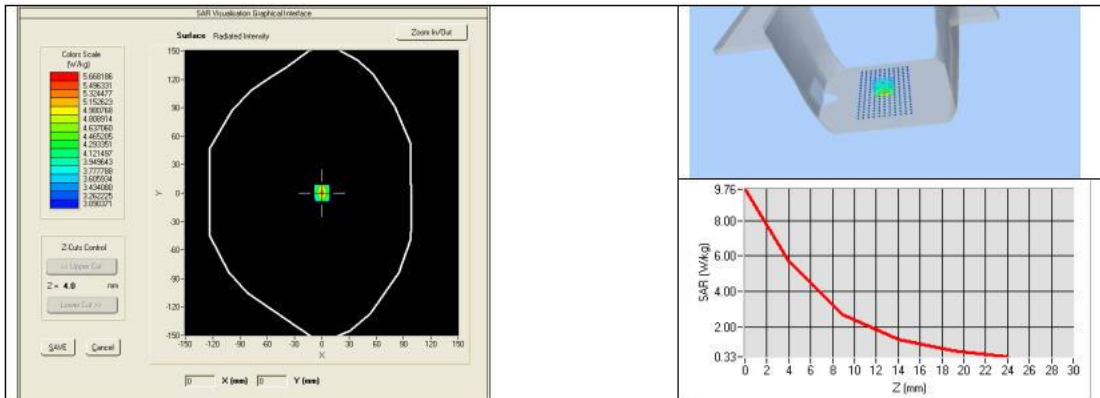 SAR Visualisation Graphical Interface
Surface Radiated Intensity
Zoom In/Out
Colors Scale
(W/kg)
5.668186
5.496331
5.324477
5.152623
4.980768
4.808914
4.637060
4.465205
4.293351
4.121497
3.949643
3.777788
3.605934
3.434080
3.262225
3.090371
Z-Cuts Control
<< Upper Cut
Z = 4.0 mm
Lower Cut >>
SAVE Cancel
150
120
90
60
30
0
-30
-60
-90
-120
-150
Y
-150 -120 -90 -60 -30 0 30 60 90 120 150
X
0 X (mm) 0 Y (mm)
9.76
8.00
6.00
4.00
2.00
0.33
SAR (W/kg)
0 2 4 6 8 10 12 14 16 18 20 22 24 26 28 30
Z (mm)